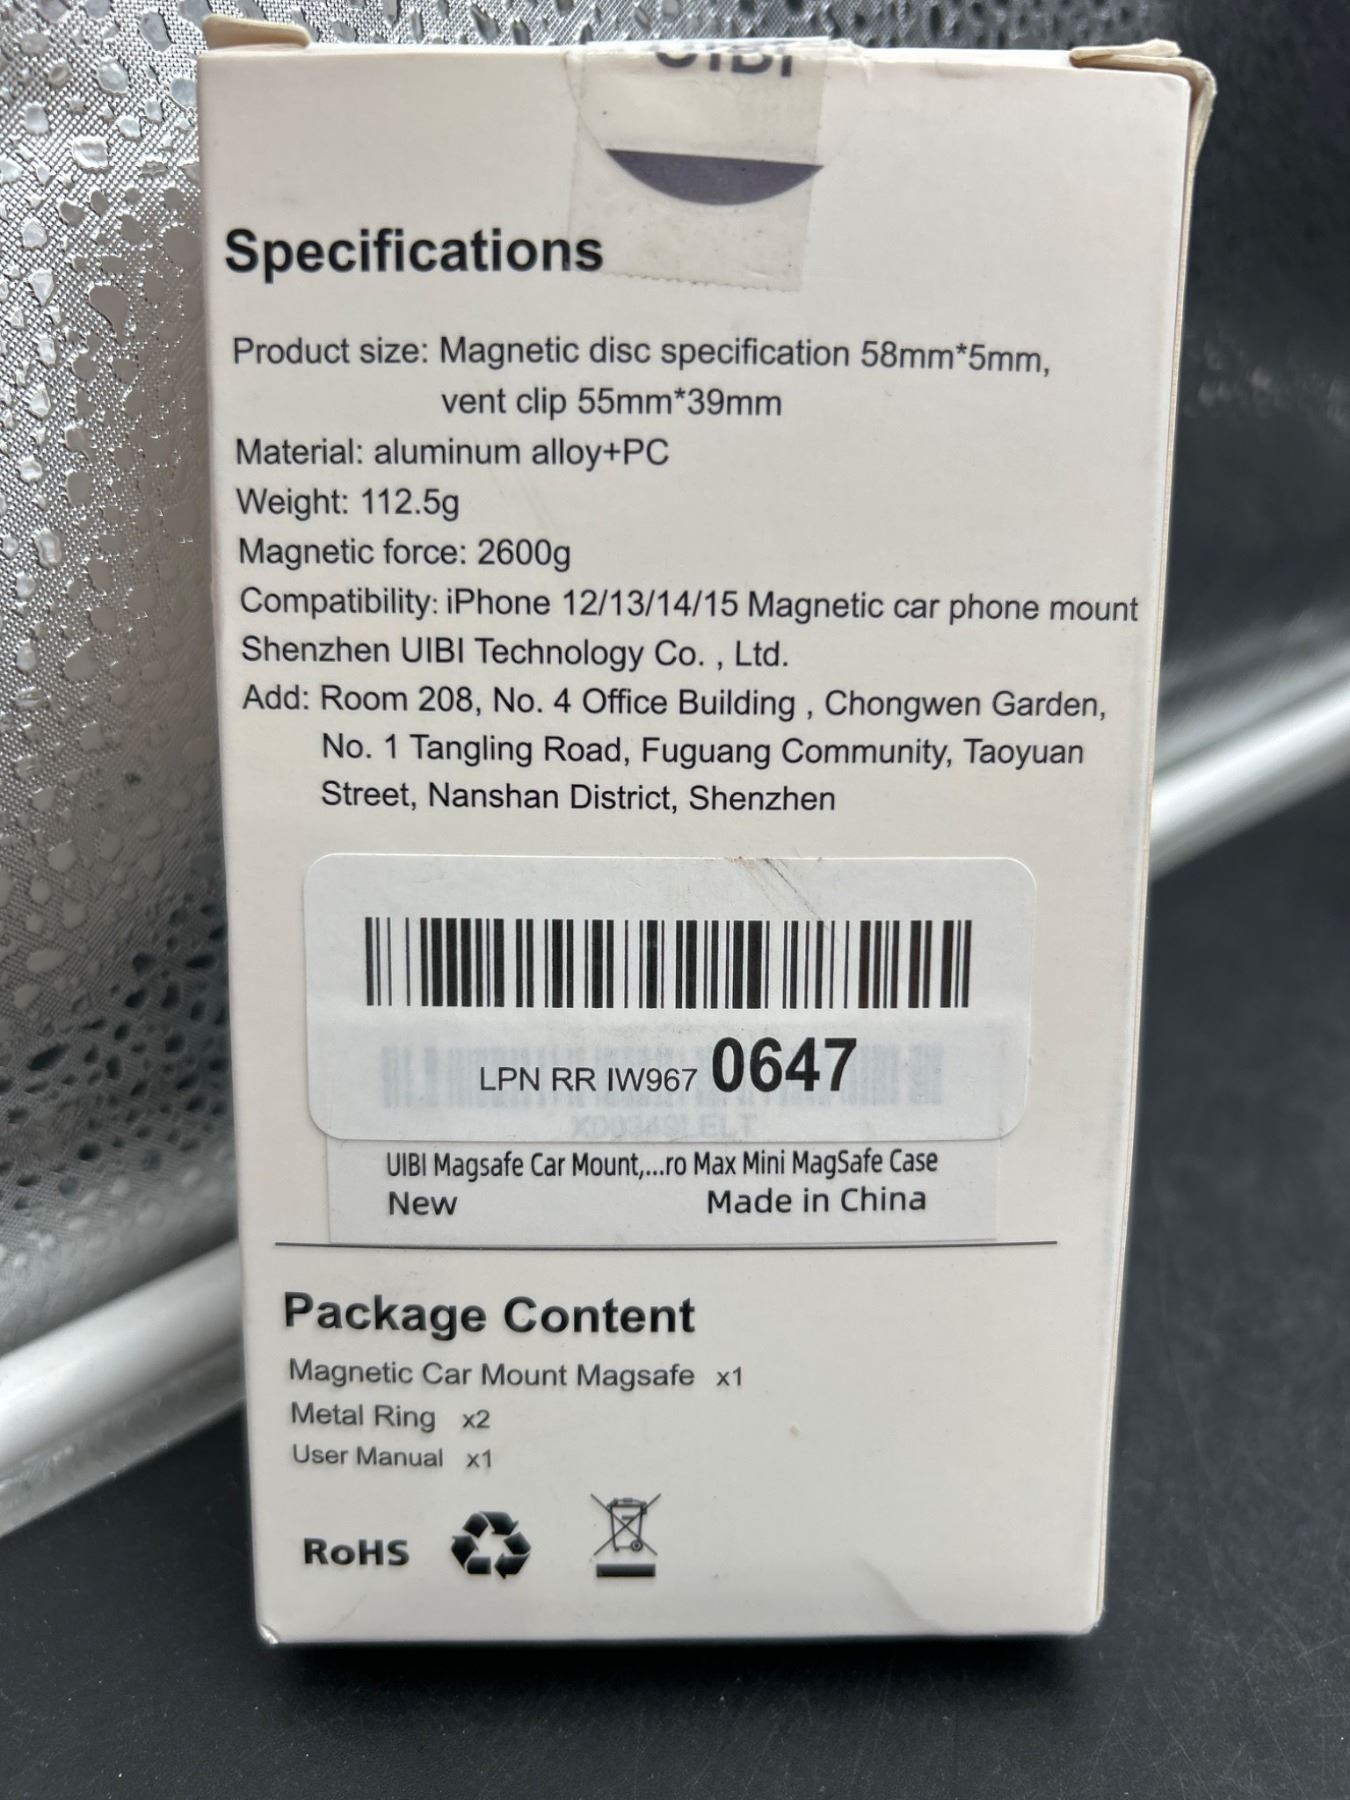 UIBI
Specifications
Product size: Magnetic disc specification 58mm*5mm,
vent clip 55mm*39mm
Material: aluminum alloy+PC
Weight: 112.5g
Magnetic force: 2600g
Compatibility: iPhone 12/13/14/15 Magnetic car phone mount
Shenzhen UIBI Technology Co. , Ltd.
Add: Room 208, No. 4 Office Building , Chongwen Garden,
No. 1 Tangling Road, Fuguang Community, Taoyuan
Street, Nanshan District, Shenzhen
LPN RR IW967 0647
UIBI Magsafe Car Mount,...ro Max Mini MagSafe Case
New Made in China
Package Content
Magnetic Car Mount Magsafe x1
Metal Ring x2
User Manual x1
RoHS